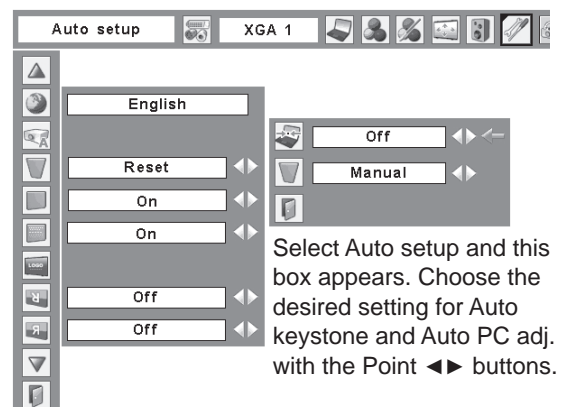 Auto setup
XGA 1
English
Reset
On
On
Off
Off
Off
Manual
A
LOGO
Select Auto setup and this
box appears. Choose the
desired setting for Auto
keystone and Auto PC adj.
with the Point ◄► buttons.